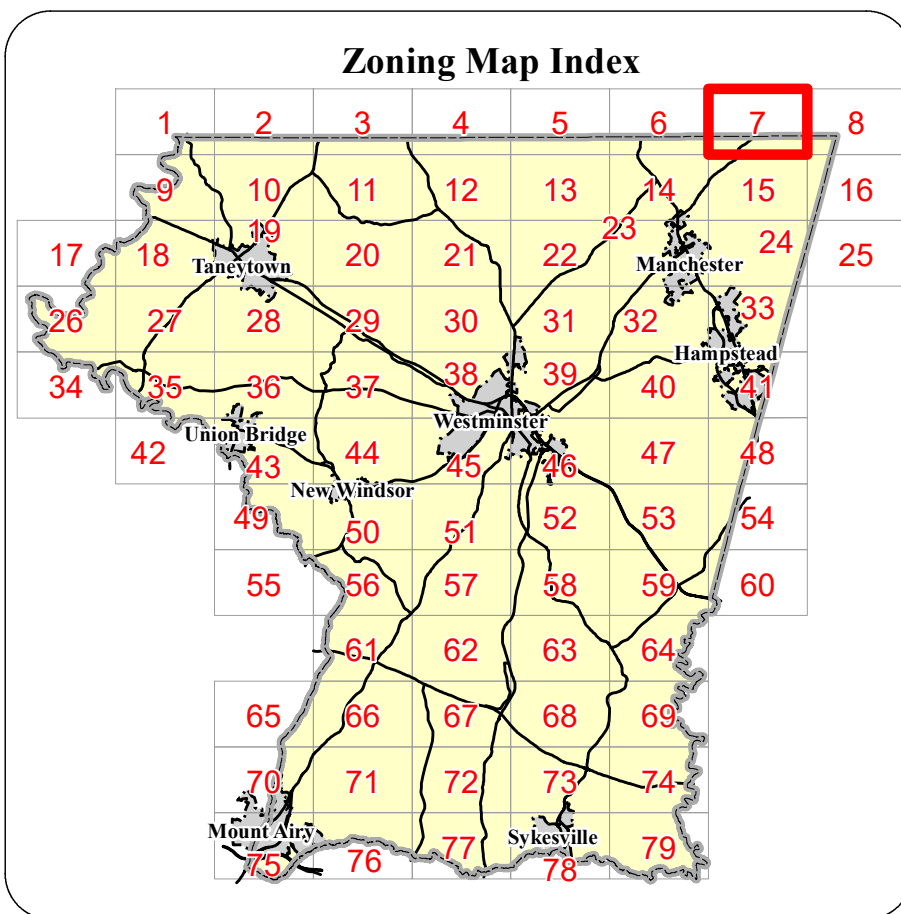 Zoning Map Index
1 2 3 4 5 6 7 8
9 10 11 12 13 14 15 16
17 18 19 20 21 22 23 24 25
Taneytown
Manchester
26 27 28 29 30 31 32 33
Hampstead
34 35 36 37 38 39 40 41
Westminster
Union Bridge
42 43 44 45 46 47 48
New Windsor
49 50 51 52 53 54
55 56 57 58 59 60
61 62 63 64
65 66 67 68 69
70 71 72 73 74
Mount Airy
Sykesville
75 76 77 78 79